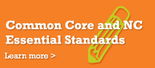 Common Core and NC
Essential Standards
Learn more >